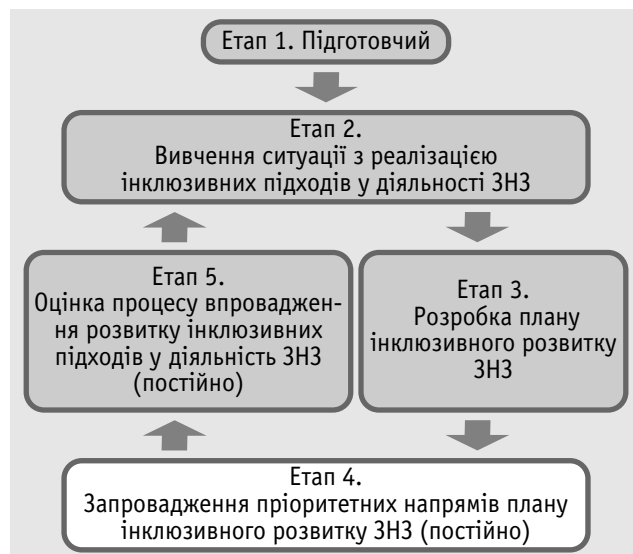 Етап 1. Підготовчий
Етап 2.
Вивчення ситуації з реалізацією
інклюзивних підходів у діяльності ЗНЗ
Етап 5.
Оцінка процесу впроваджен-
ня розвитку інклюзивних
підходів у діяльність ЗНЗ
(постійно)
Етап 3.
Розробка плану
інклюзивного розвитку
ЗНЗ
Етап 4.
Запровадження пріоритетних напрямів плану
інклюзивного розвитку ЗНЗ (постійно)